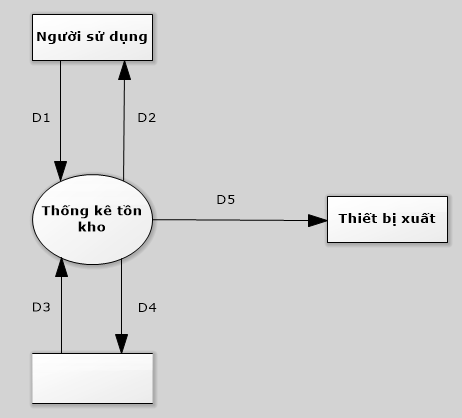 Người sử dụng
D1
D2
Thống kê tồn
kho
D5
Thiết bị xuất
D3
D4